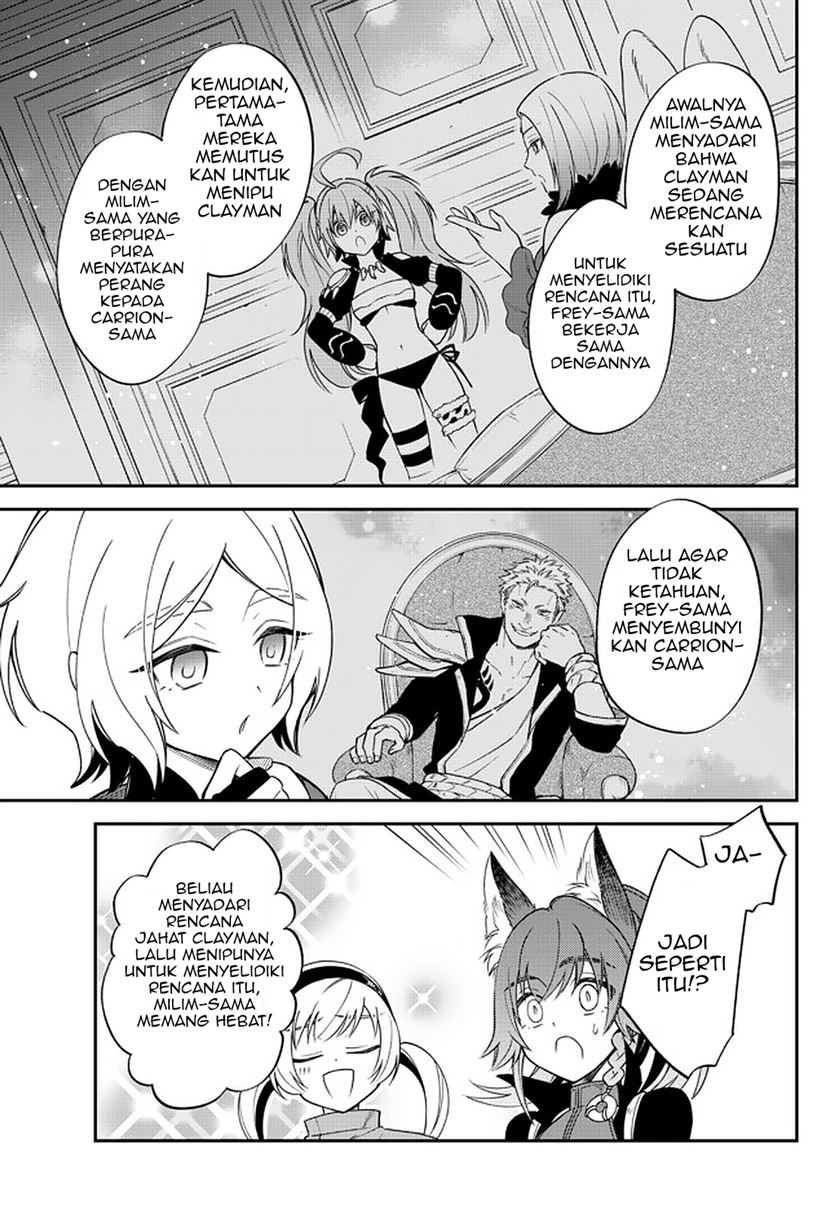 AWALNYA
MILIM-SAMA
MENYADARI
BAHWA
CLAYMAN
SEDANG
MERENCANA
KAN
SESUATU
UNTUK
MENYELIDIKI
RENCANA ITU,
FREY-SAMA
BEKERJA
SAMA
DENGANNYA
KEMUDIAN,
PERTAMA-
TAMA
MEREKA
MEMUTUS
KAN UNTUK
MENIPU
CLAYMAN
DENGAN
MILIM-
SAMA YANG
BERPURA-
PURA
MENYATAKAN
PERANG
KEPADA
CARRION-
SAMA
LALU AGAR
TIDAK
KETAHUAN,
FREY-SAMA
MENYEMBUNYI
KAN CARRION-
SAMA
JA-
JADI
SEPERTI
ITU!?
BELIAU
MENYADARI
RENCANA
JAHAT CLAYMAN,
LALU MENIPUNYA
UNTUK MENYELIDIKI
RENCANA ITU,
MILIM-SAMA
MEMANG HEBAT!